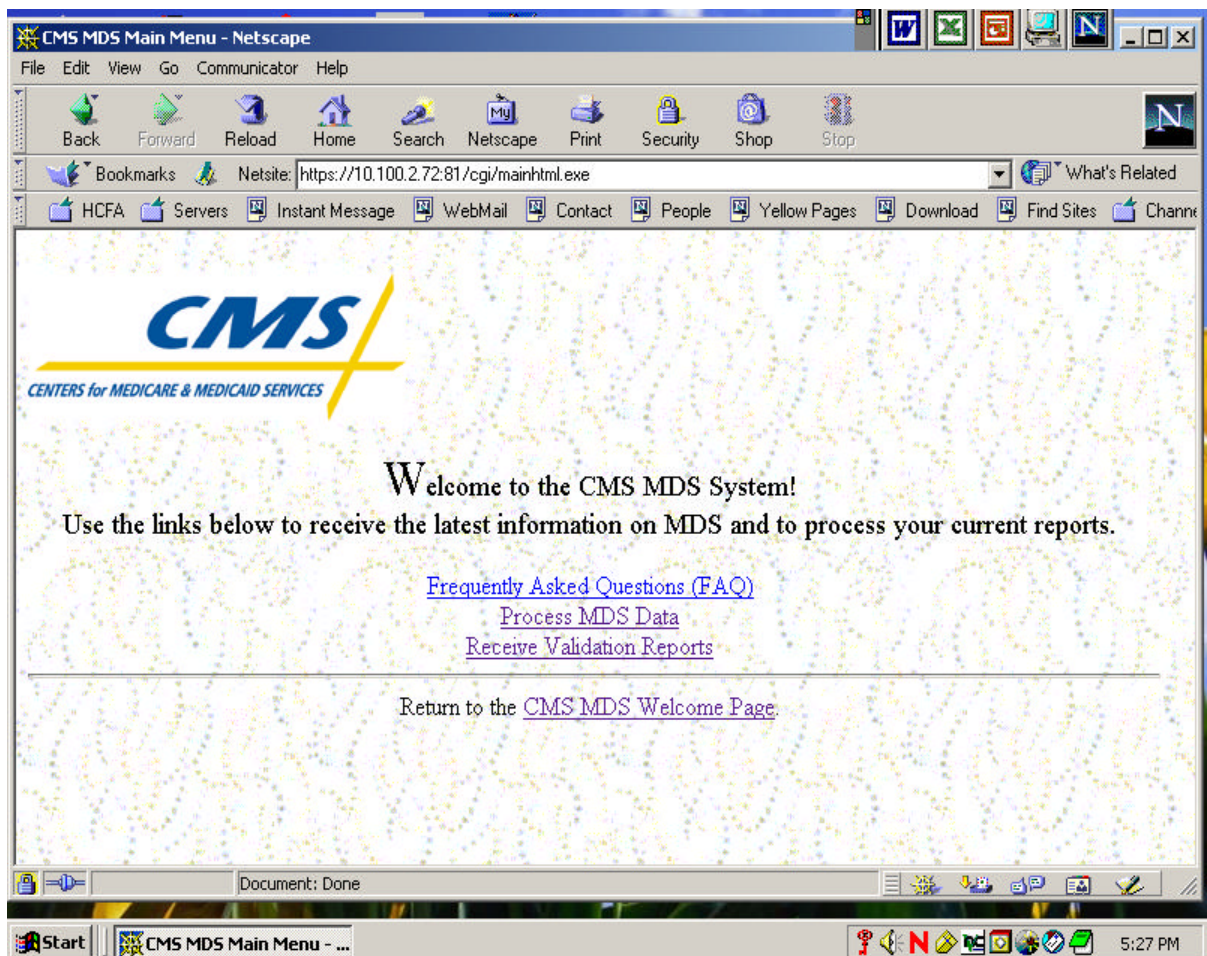 CMS MDS Main Menu - Netscape
File Edit View Go Communicator Help
Back Forward Reload Home Search Netscape Print Security Shop Stop
My
N
Bookmarks Netsite: https://10.100.2.72:81/cgi/mainhtml.exe What's Related
HCFA Servers Instant Message WebMail Contact People Yellow Pages Download Find Sites Channe
CMS
CENTERS for MEDICARE & MEDICAID SERVICES
Welcome to the CMS MDS System!
Use the links below to receive the latest information on MDS and to process your current reports.
Frequently Asked Questions (FAQ)
Process MDS Data
Receive Validation Reports
Return to the CMS MDS Welcome Page.
Document: Done
Start CMS MDS Main Menu - ... 5:27 PM